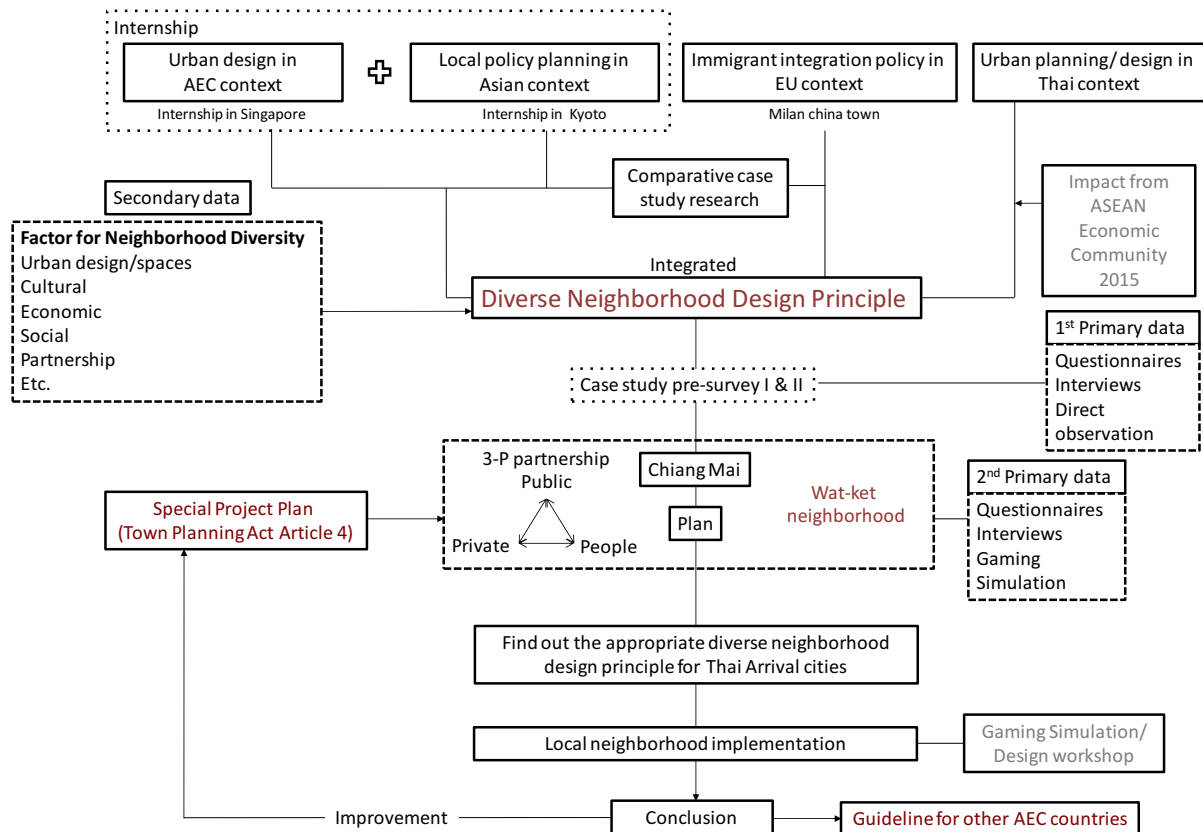 Internship
Urban design in
AEC context
Local policy planning in
Asian context
Immigrant integration policy in
EU context
Urban planning/ design in
Thai context
Internship in Singapore
Internship in Kyoto
Milan china town
Comparative case
study research
Impact from
ASEAN
Economic
Community
2015
Secondary data
Factor for Neighborhood Diversity
Urban design/spaces
Cultural
Economic
Social
Partnership
Etc.
Integrated
Diverse Neighborhood Design Principle
1st Primary data
Questionnaires
Interviews
Direct
observation
Case study pre-survey I & II
3-P partnership
Public
Private
People
Chiang Mai
Plan
Wat-ket
neighborhood
2nd Primary data
Questionnaires
Interviews
Gaming
Simulation
Special Project Plan
(Town Planning Act Article 4)
Find out the appropriate diverse neighborhood
design principle for Thai Arrival cities
Local neighborhood implementation
Gaming Simulation/
Design workshop
Improvement
Conclusion
Guideline for other AEC countries